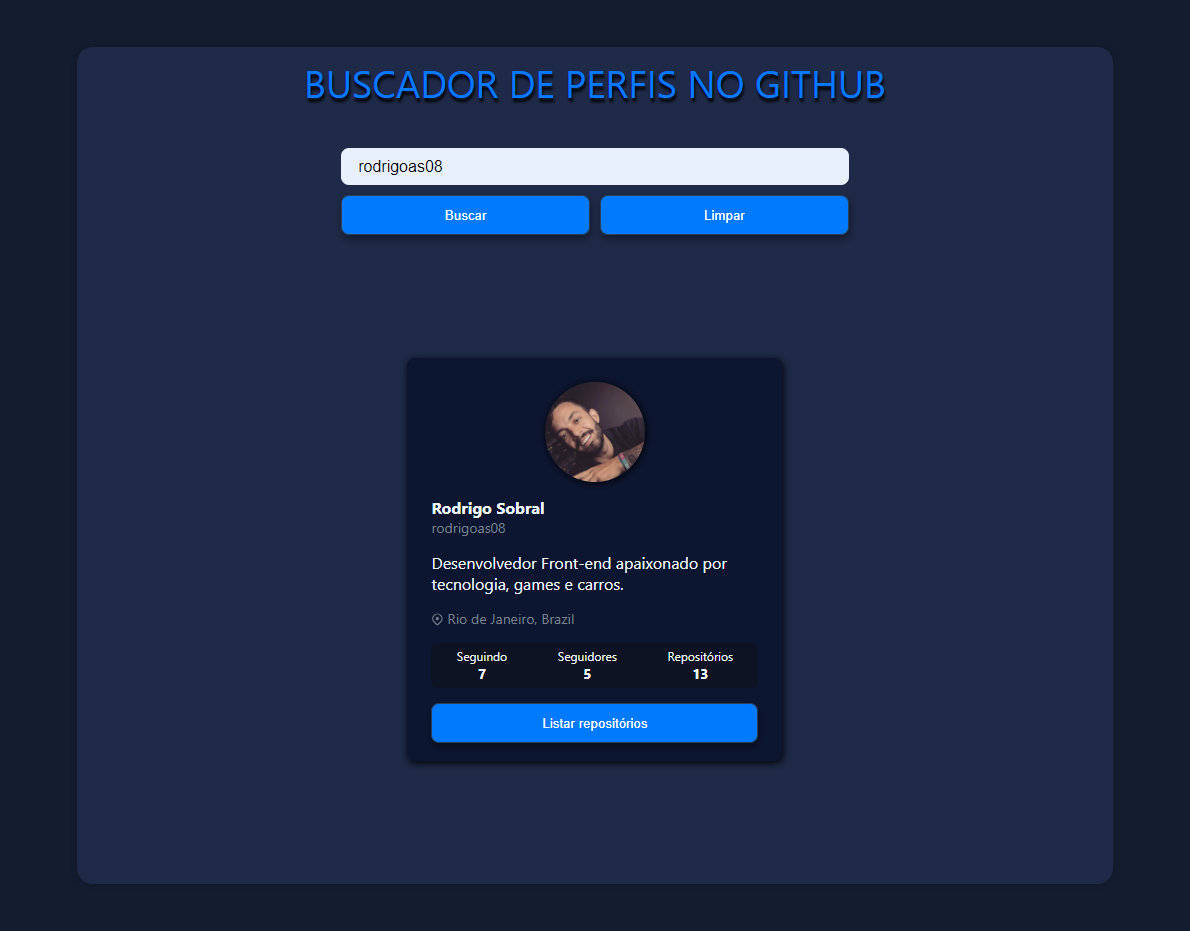 BUSCADOR DE PERFIS NO GITHUB
rodrigoas08
Buscar Limpar
Rodrigo Sobral
rodrigoas08
Desenvolvedor Front-end apaixonado por
tecnologia, games e carros.
Rio de Janeiro, Brazil
Seguindo Seguidores Repositórios
7 5 13
Listar repositórios